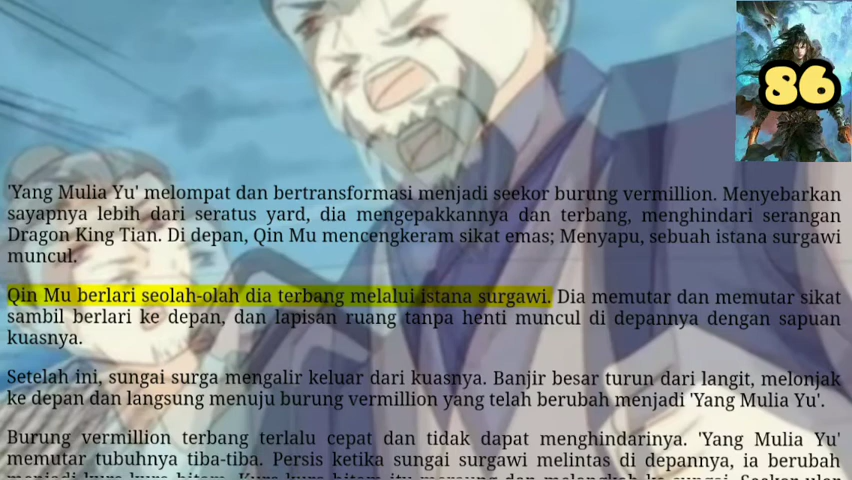 86
'Yang Mulia Yu' melompat dan bertransformasi menjadi seekor burung vermillion. Menyebarkan
sayapnya lebih dari seratus yard, dia mengepakkannya dan terbang, menghindari serangan
Dragon King Tian. Di depan, Qin Mu mencengkeram sikat emas; Menyapu, sebuah istana surgawi
muncul.
Qin Mu berlari seolah-olah dia terbang melalui istana surgawi. Dia memutar dan memutar sikat
sambil berlari ke depan, dan lapisan ruang tanpa henti muncul di depannya dengan sapuan
kuasnya.
Setelah ini, sungai surga mengalir keluar dari kuasnya. Banjir besar turun dari langit, melonjak
ke depan dan langsung menuju burung vermillion yang telah berubah menjadi 'Yang Mulia Yu'.
Burung vermillion terbang terlalu cepat dan tidak dapat menghindarinya. 'Yang Mulia Yu'
memutar tubuhnya tiba-tiba. Persis ketika sungai surgawi melintas di depannya, ia berubah